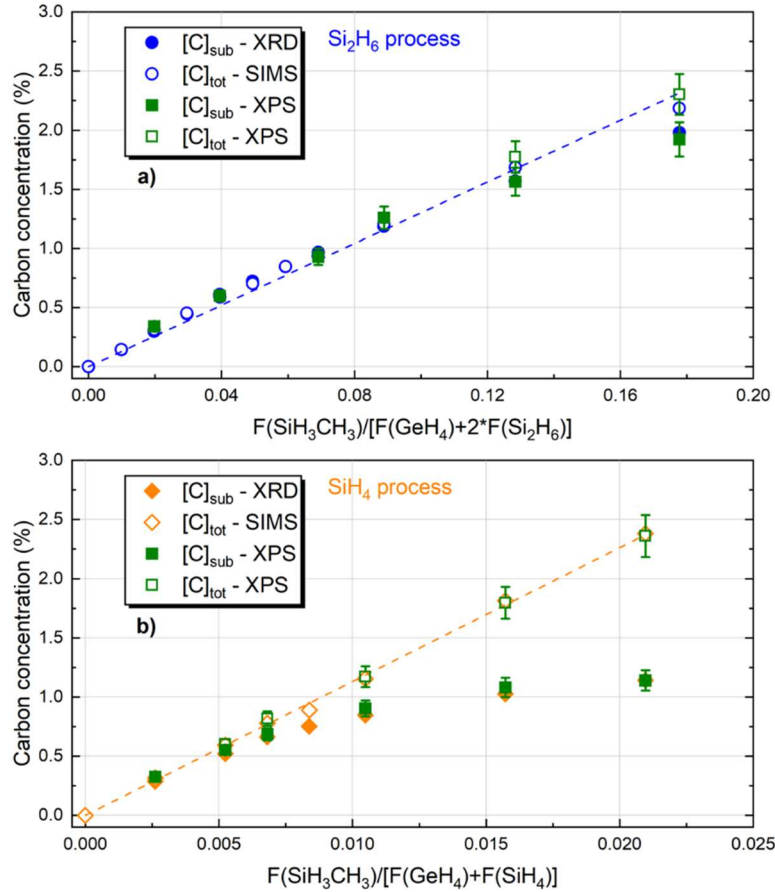 3.0
[C]sub - XRD
Si2H6 process
2.5
[C]tot - SIMS
[C]sub - XPS
2.0
[C]tot - XPS
a)
1.5
1.0
0.5
0.0
Carbon concentration (%)
0.00 0.04 0.08 0.12 0.16 0.20
F(SiH3CH3)/[F(GeH4)+2*F(Si2H6)]
3.0
[C]sub - XRD
SiH4 process
2.5
[C]tot - SIMS
[C]sub - XPS
2.0
[C]tot - XPS
b)
1.5
1.0
0.5
0.0
Carbon concentration (%)
0.000 0.005 0.010 0.015 0.020 0.025
F(SiH3CH3)/[F(GeH4)+F(SiH4)]